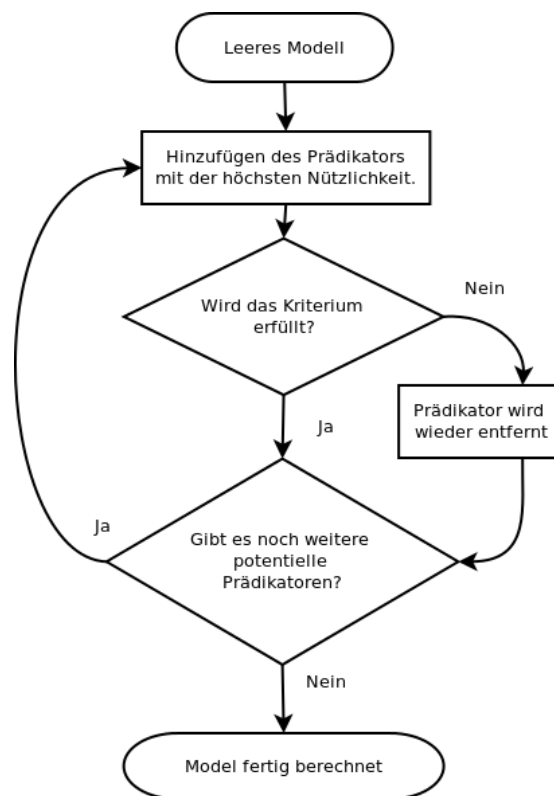 Leeres Modell
Hinzufügen des Prädikators
mit der höchsten Nützlichkeit.
Wird das Kriterium
erfüllt?
Nein
Prädikator wird
wieder entfernt
Ja
Ja
Gibt es noch weitere
potentielle
Prädikatoren?
Nein
Model fertig berechnet